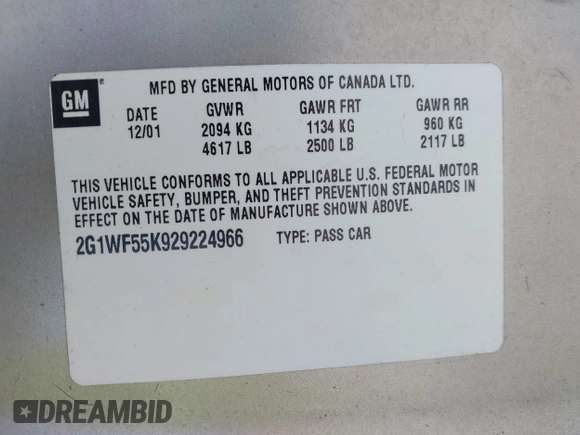 GM
®
MFD BY GENERAL MOTORS OF CANADA LTD.
DATE GVWR GAWR FRT GAWR RR
12/01 2094 KG 1134 KG 960 KG
4617 LB 2500 LB 2117 LB
THIS VEHICLE CONFORMS TO ALL APPLICABLE U.S. FEDERAL MOTOR
VEHICLE SAFETY, BUMPER, AND THEFT PREVENTION STANDARDS IN
EFFECT ON THE DATE OF MANUFACTURE SHOWN ABOVE.
2G1WF55K929224966 TYPE: PASS CAR
DREAMBID